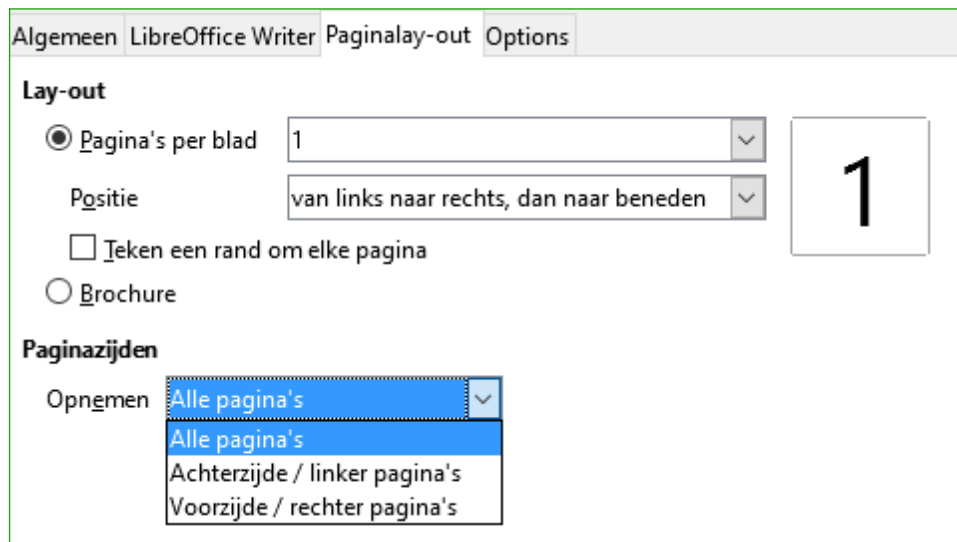 Algemeen LibreOffice Writer Paginalay-out Options
Lay-out
Pagina's per blad 1
1
Positie van links naar rechts, dan naar beneden
Teken een rand om elke pagina
Brochure
Paginazijden
Opnemen Alle pagina's
Alle pagina's
Achterzijde / linker pagina's
Voorzijde / rechter pagina's